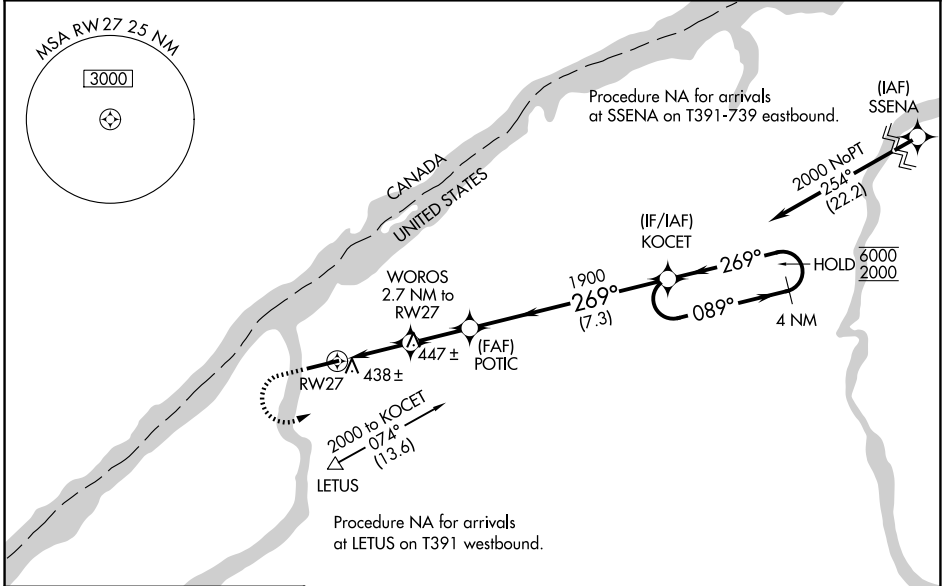 MSA RW27 25 NM
3000
Procedure NA for arrivals
at SSENA on T391-739 eastbound.
(IAF)
SSENA
2000 NoPT
254°
(22.2)
CANADA
UNITED STATES
(IF/IAF)
KOCET
HOLD
6000
2000
269°
089°
4 NM
1900
269°
(7.3)
WOROS
2.7 NM to
RW27
(FAF)
POTIC
447±
438±
RW27
2000 to KOCET
074°
(13.6)
LETUS
Procedure NA for arrivals
at LETUS on T391 westbound.